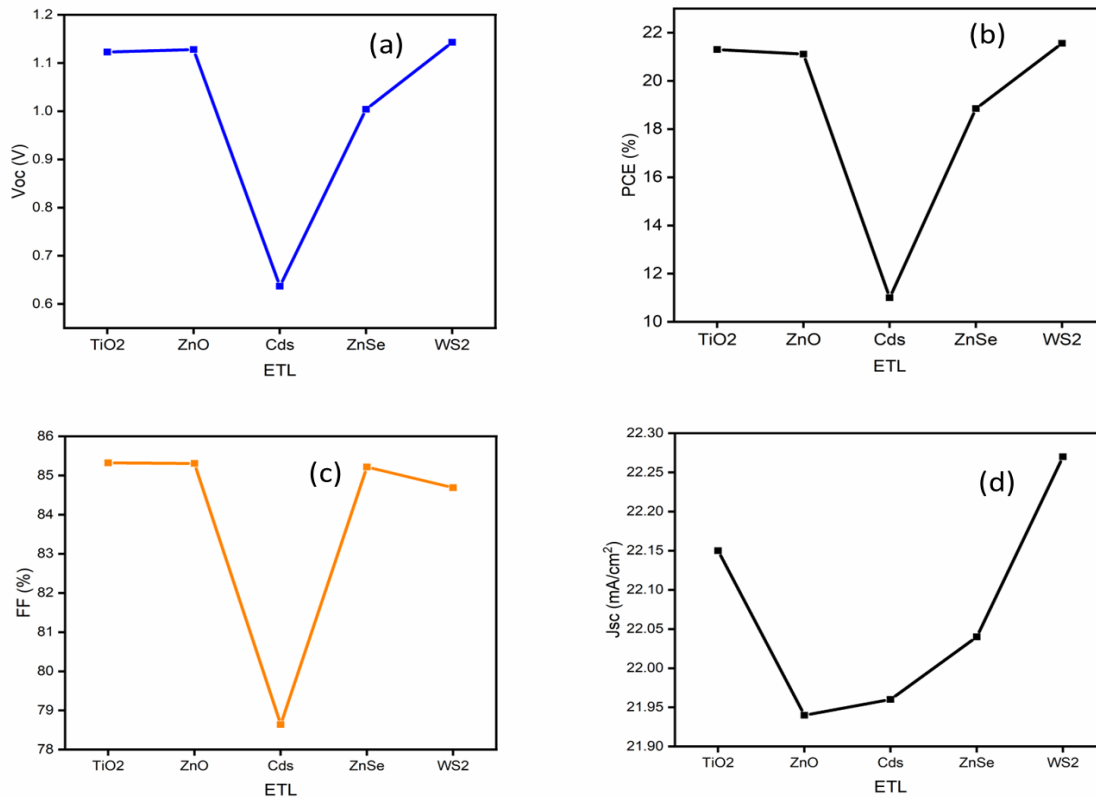 (a)
Voc (V)
1.2
1.1
1.0
0.9
0.8
0.7
0.6
TiO2 ZnO Cds ZnSe WS2
ETL
(b)
PCE (%)
22
20
18
16
14
12
10
TiO2 ZnO Cds ZnSe WS2
ETL
(c)
FF (%)
86
85
84
83
82
81
80
79
78
TiO2 ZnO Cds ZnSe WS2
ETL
(d)
Jsc (mA/cm²)
22.30
22.25
22.20
22.15
22.10
22.05
22.00
21.95
21.90
TiO2 ZnO Cds ZnSe WS2
ETL